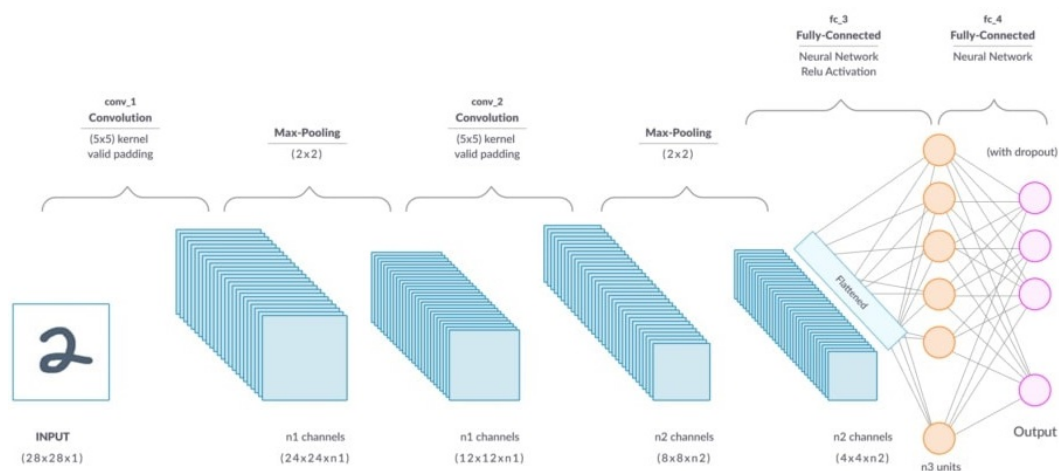 fc_3
Fully-Connected
Neural Network
Relu Activation
fc_4
Fully-Connected
Neural Network
conv_1
Convolution
(5x5) kernel
valid padding
Max-Pooling
(2x2)
conv_2
Convolution
(5x5) kernel
valid padding
Max-Pooling
(2x2)
(with dropout)
Flattened
2
INPUT
(28x28x1)
n1 channels
(24x24xn1)
n1 channels
(12x12xn1)
n2 channels
(8x8xn2)
n2 channels
(4x4xn2)
n3 units
Output